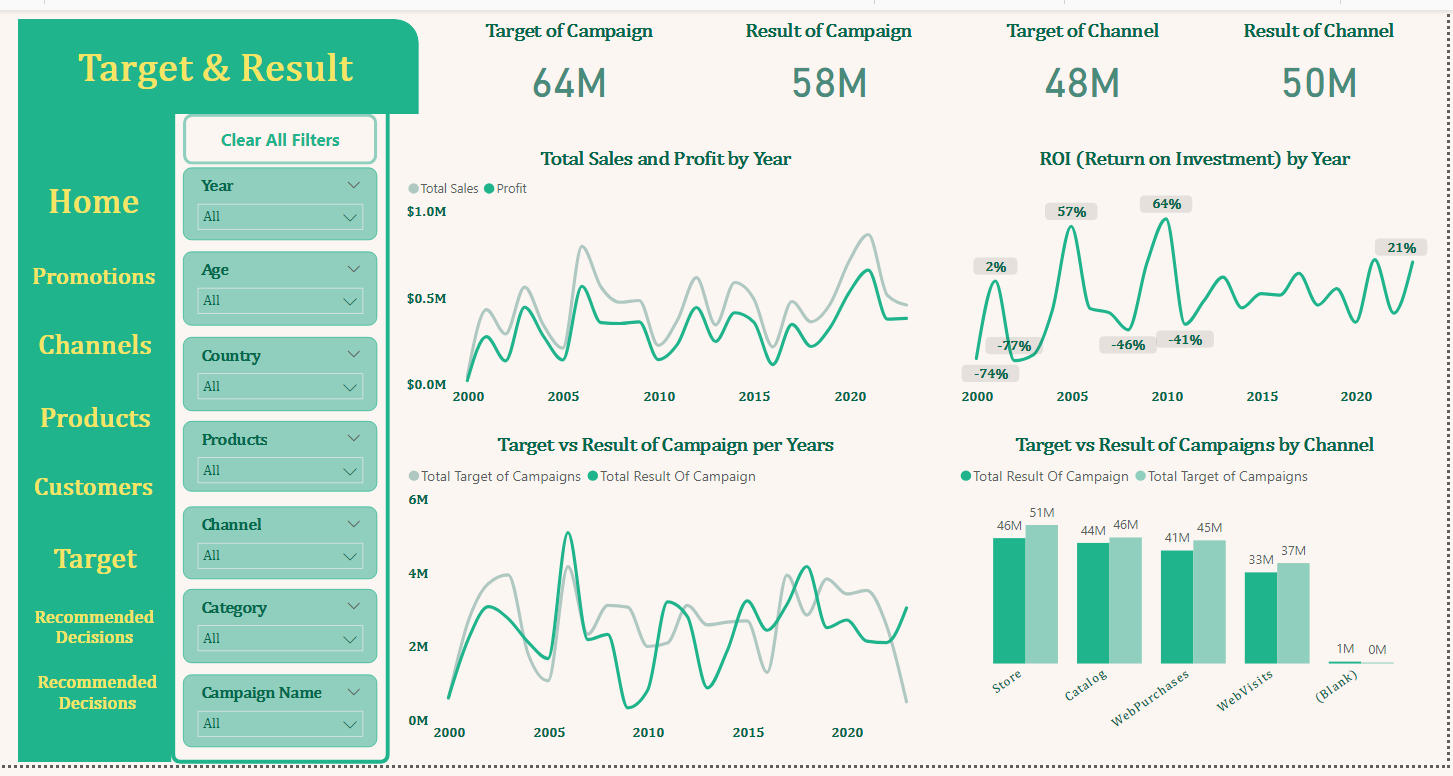 Target & Result
Clear All Filters
Home
Promotions
Channels
Products
Customers
Target
Recommended
Decisions
Recommended
Decisions
Year
All
Age
All
Country
All
Products
All
Channel
All
Category
All
Campaign Name
All
Target of Campaign
64M
Result of Campaign
58M
Target of Channel
48M
Result of Channel
50M
Total Sales and Profit by Year
Total Sales Profit
$1.0M
$0.5M
$0.0M
2000 2005 2010 2015 2020
ROI (Return on Investment) by Year
57%
64%
2%
21%
-77%
-46%
-41%
-74%
2000 2005 2010 2015 2020
Target vs Result of Campaign per Years
Total Target of Campaigns Total Result Of Campaign
6M
4M
2M
0M
2000 2005 2010 2015 2020
Target vs Result of Campaigns by Channel
Total Result Of Campaign Total Target of Campaigns
46M 51M
44M 46M
41M 45M
33M 37M
1M 0M
Store
Catalog
WebPurchases
WebVisits
(Blank)